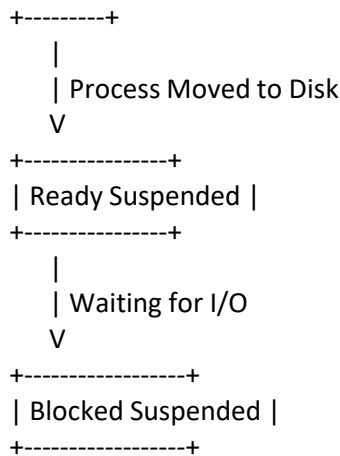 +---------+
|
| Process Moved to Disk
V
+----------------+
| Ready Suspended |
+----------------+
|
| Waiting for I/O
V
+------------------+
| Blocked Suspended |
+------------------+